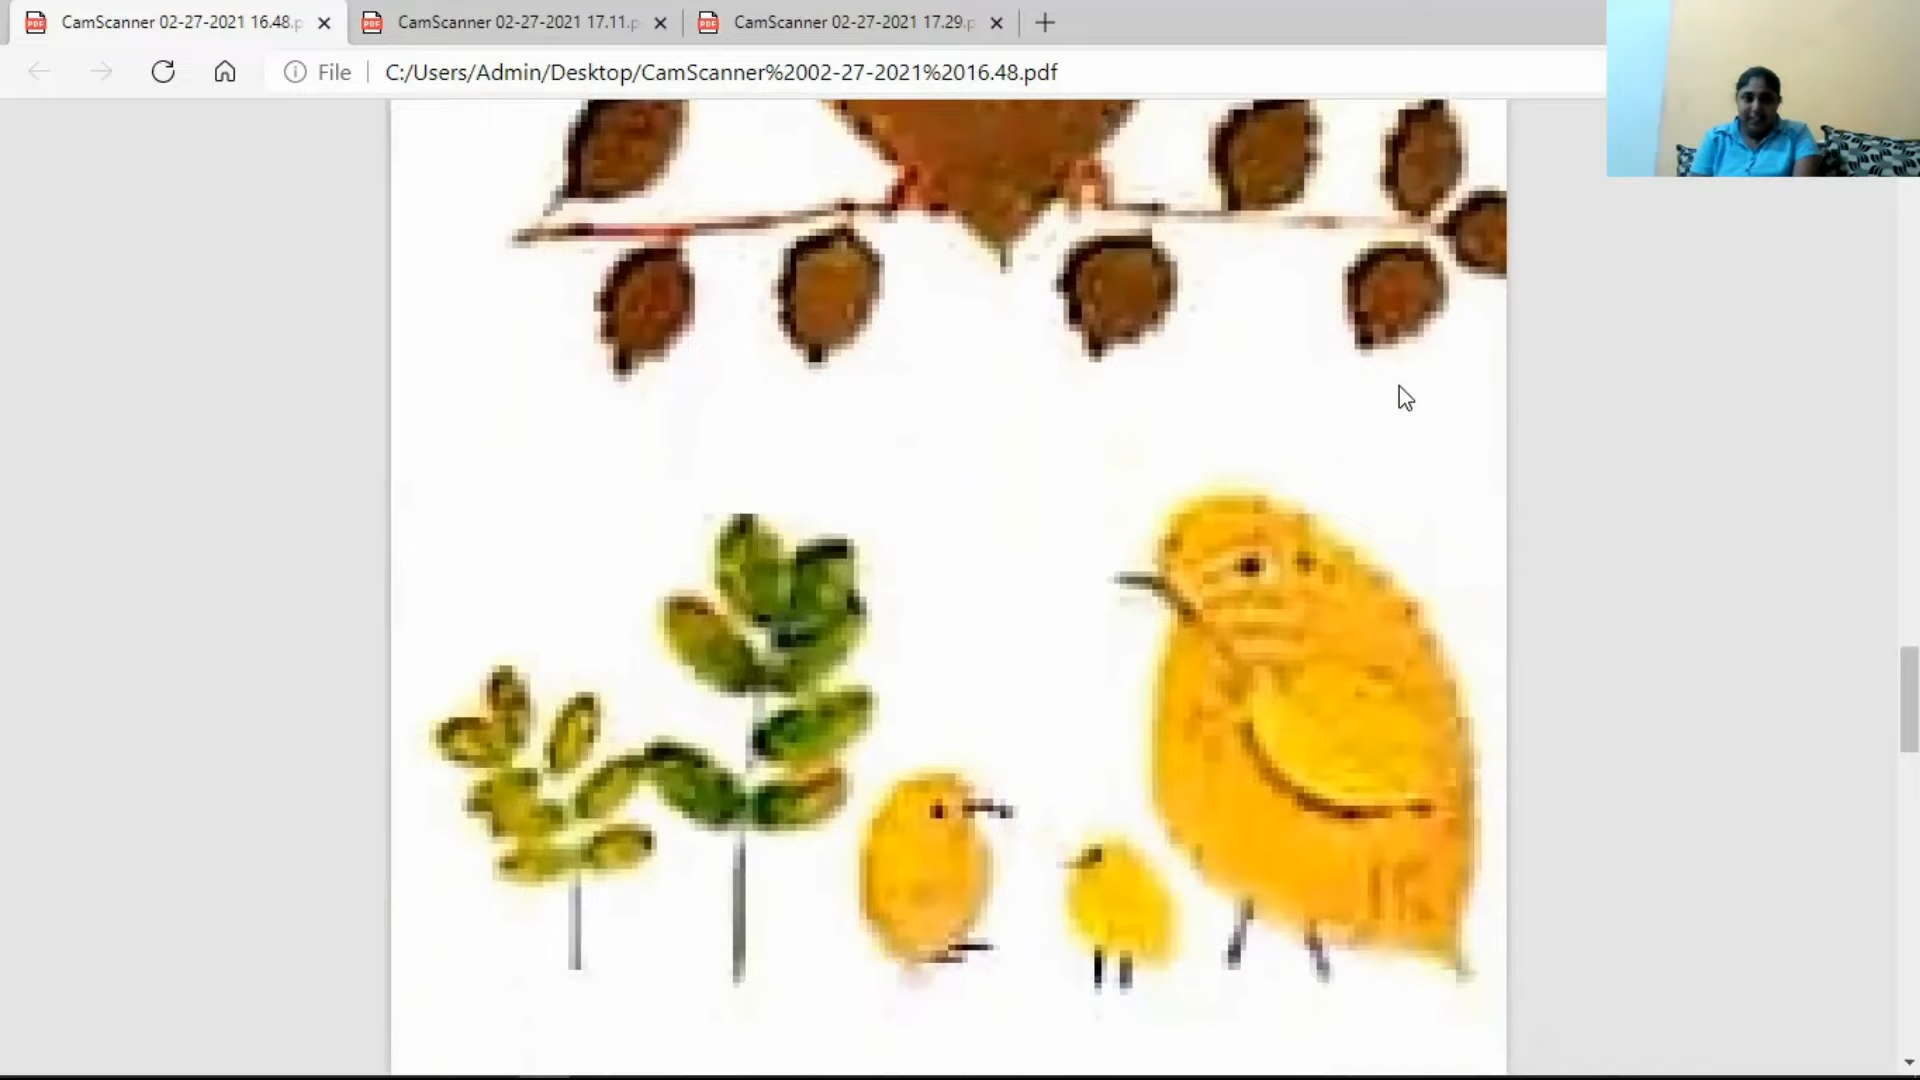 CamScanner 02-27-2021 16.48.p
CamScanner 02-27-2021 17.11.p
CamScanner 02-27-2021 17.29.p
File
C:/Users/Admin/Desktop/CamScanner%2002-27-2021%2016.48.pdf